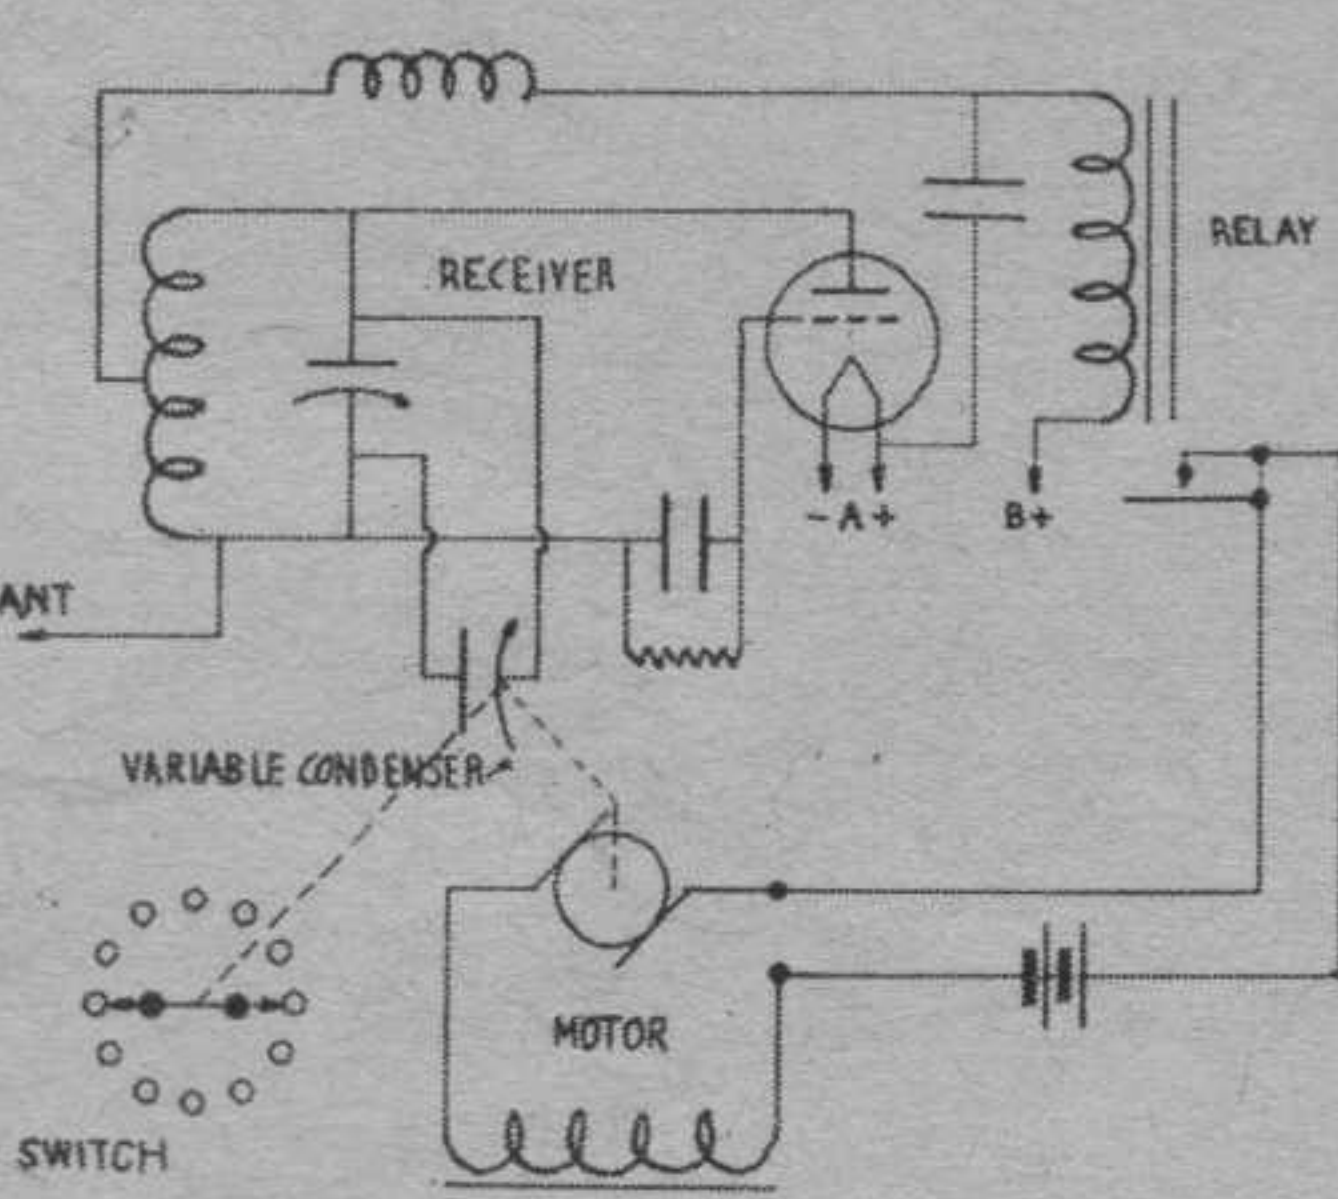 RELAY
RECEIVER
- A +
B+
ANT
VARIABLE CONDENSER
MOTOR
SWITCH